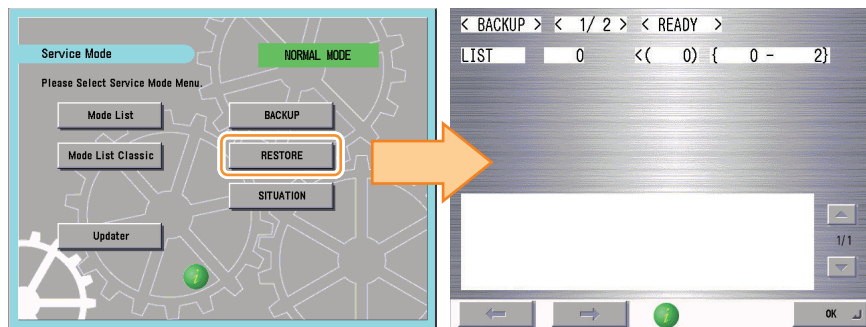 Service Mode
NORMAL MODE
Please Select Service Mode Menu.
Mode List
BACKUP
Mode List Classic
RESTORE
SITUATION
Updater
i
< BACKUP > < 1/ 2 > < READY >
LIST 0 <( 0) { 0 - 2}
1/1
i
OK